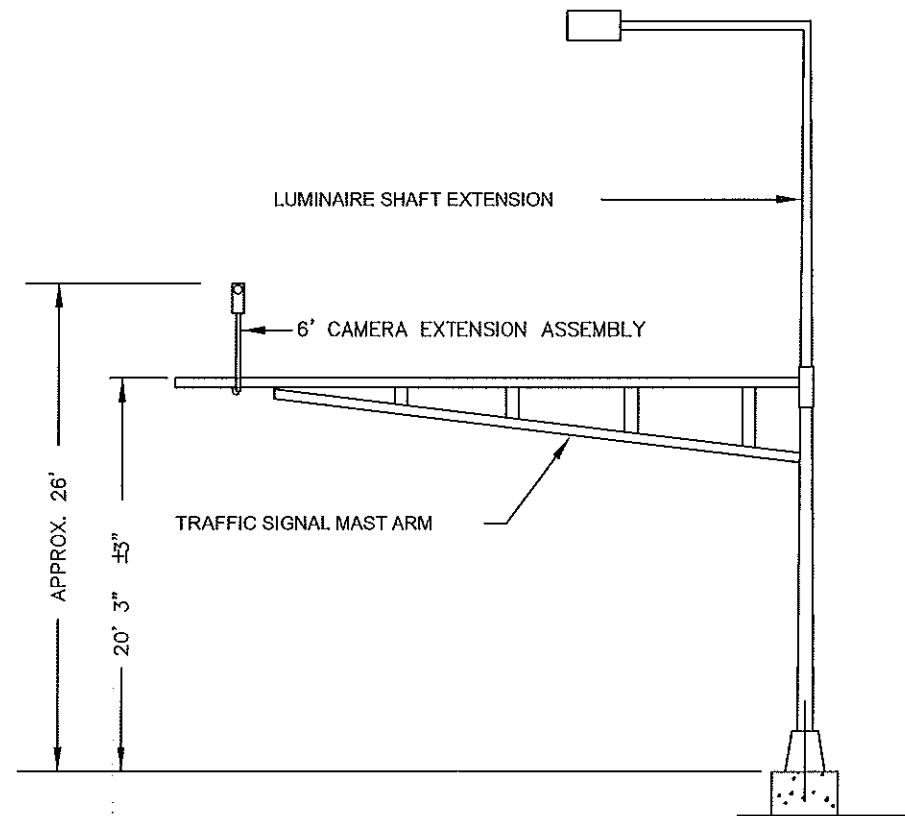 LUMINAIRE SHAFT EXTENSION
6' CAMERA EXTENSION ASSEMBLY
TRAFFIC SIGNAL MAST ARM
APPROX. 26'
20' 3" ±3"